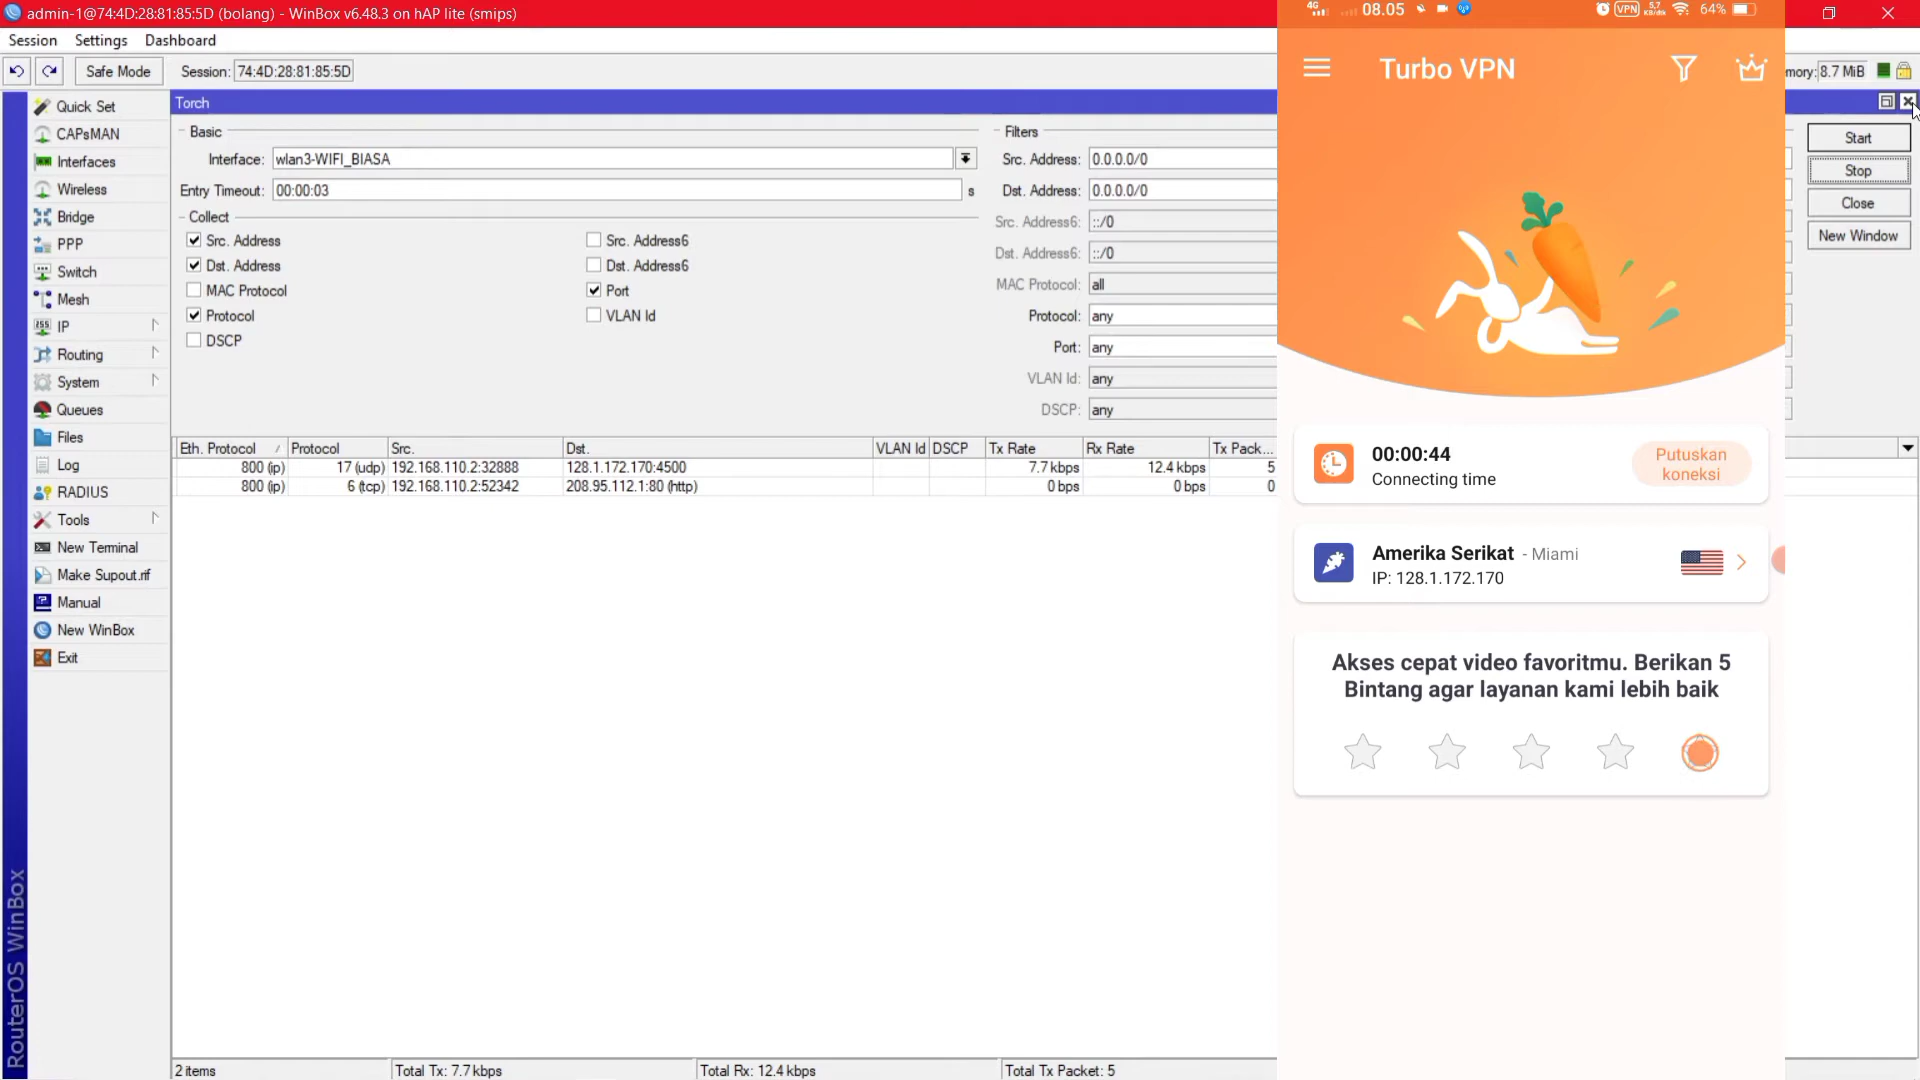 admin-1@74:4D:28:81:85:5D (bolang) - WinBox v6.48.3 on hAP lite (smips)
Session Settings Dashboard
Safe Mode Session: 74:4D:28:81:85:5D
mory: 8.7 MiB
Quick Set
CAPsMAN
Interfaces
Wireless
Bridge
PPP
Switch
Mesh
IP
Routing
System
Queues
Files
Log
RADIUS
Tools
New Terminal
Make Supout.rif
Manual
New WinBox
Exit
RouterOS WinBox
Torch
Basic
Interface: wlan3-WIFI_BIASA
Entry Timeout: 00:00:03 s
Collect
Src. Address Src. Address6
Dst. Address Dst. Address6
MAC Protocol Port
Protocol VLAN Id
DSCP
Filters
Src. Address: 0.0.0.0/0
Dst. Address: 0.0.0.0/0
Src. Address6: ::/0
Dst. Address6: ::/0
MAC Protocol: all
Protocol: any
Port: any
VLAN Id: any
DSCP: any
Start
Stop
Close
New Window
Eth. Protocol Protocol Src. Dst. VLAN Id DSCP Tx Rate Rx Rate Tx Pack...
800 (ip) 17 (udp) 192.168.110.2:32888 128.1.172.170:4500 7.7 kbps 12.4 kbps 5
800 (ip) 6 (tcp) 192.168.110.2:52342 208.95.112.1:80 (http) 0 bps 0 bps 0
2 items Total Tx: 7.7 kbps Total Rx: 12.4 kbps Total Tx Packet: 5
4G 08.05 VPN 5,7 64%
Turbo VPN
00:00:44
Connecting time
Putuskan
koneksi
Amerika Serikat - Miami
IP: 128.1.172.170
Akses cepat video favoritmu. Berikan 5
Bintang agar layanan kami lebih baik